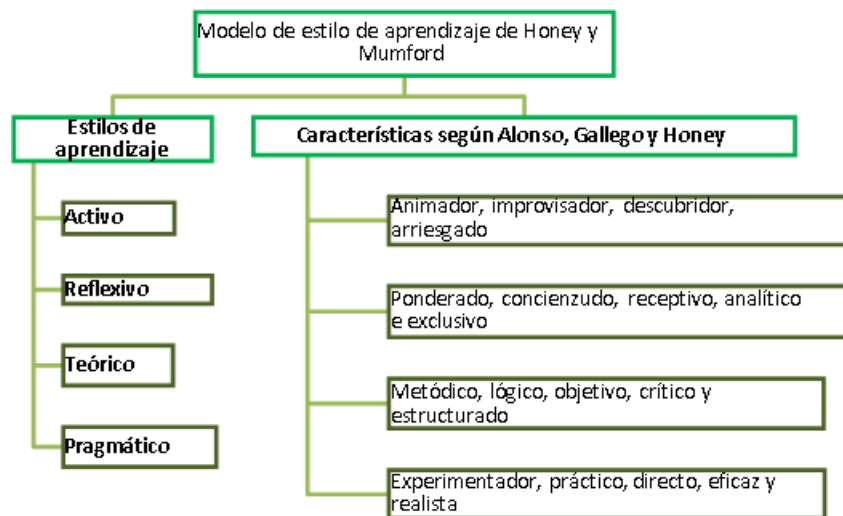 Modelo de estilo de aprendizaje de Honey y
Mumford
Estilos de
aprendizaje
Activo
Reflexivo
Teórico
Pragmático
Características según Alonso, Gallego y Honey
Animador, improvisador, descubridor,
arriesgado
Ponderado, concienzudo, receptivo, analítico
e exclusivo
Metódico, lógico, objetivo, crítico y
estructurado
Experimentador, práctico, directo, eficaz y
realista